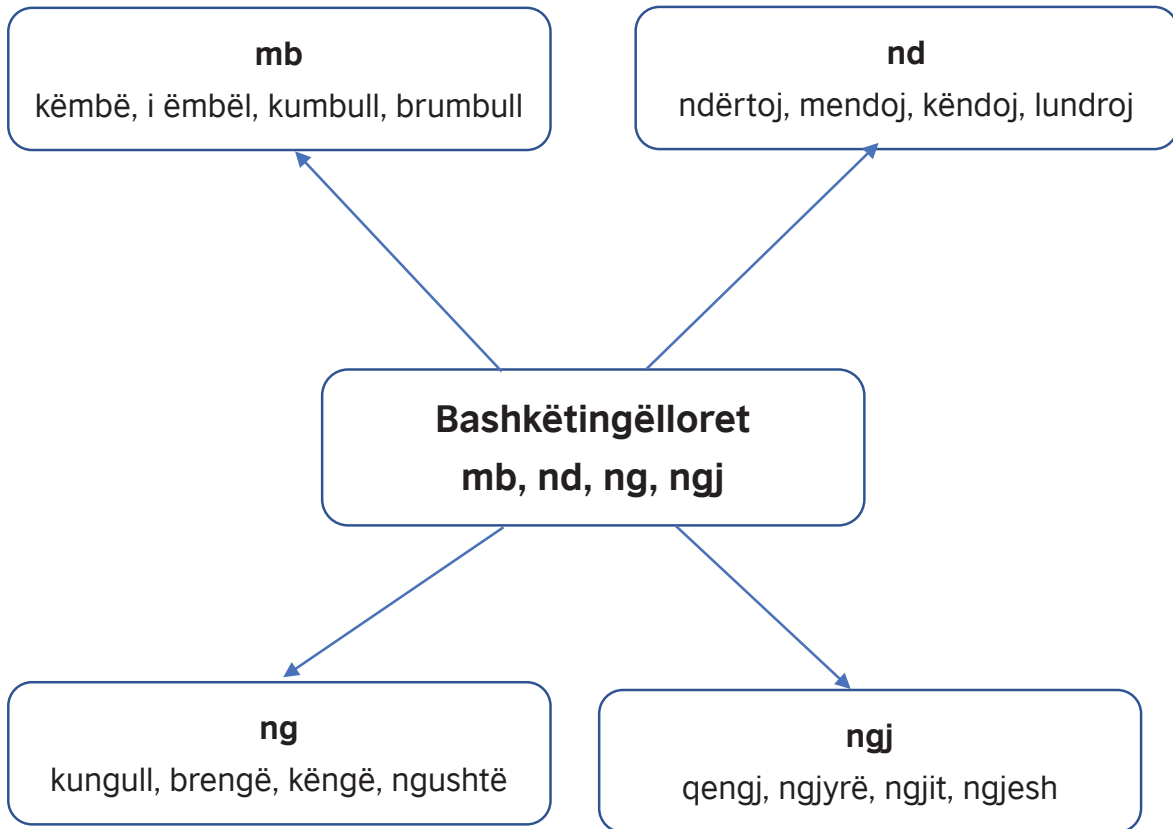 mb
këmbë, i ëmbël, kumbull, brumbull
nd
ndërtoj, mendoj, këndoj, lundroj
Bashkëtingëlloret
mb, nd, ng, ngj
ng
kungull, brengë, këngë, ngushtë
ngj
qengj, ngjyrë, ngjit, ngjesh